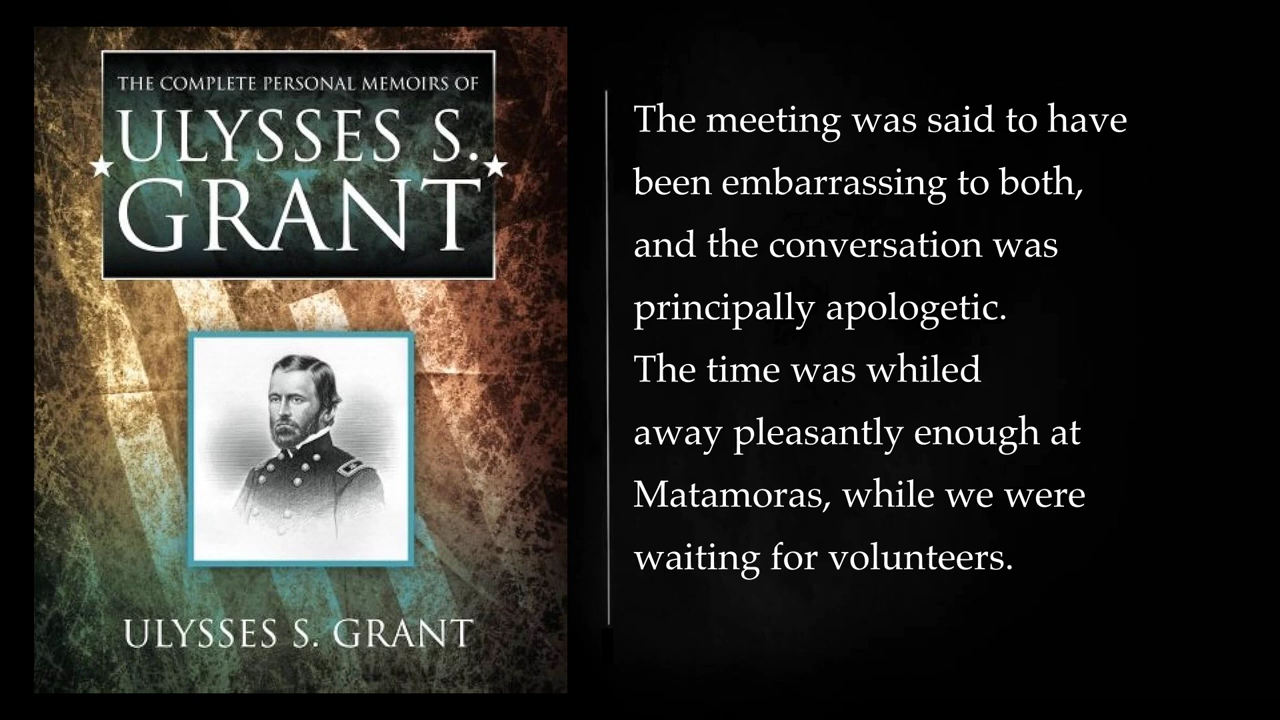 THE COMPLETE PERSONAL MEMOIRS OF
ULYSSES S.
GRANT
ULYSSES S. GRANT
The meeting was said to have
been embarrassing to both,
and the conversation was
principally apologetic.
The time was whiled
away pleasantly enough at
Matamoras, while we were
waiting for volunteers.